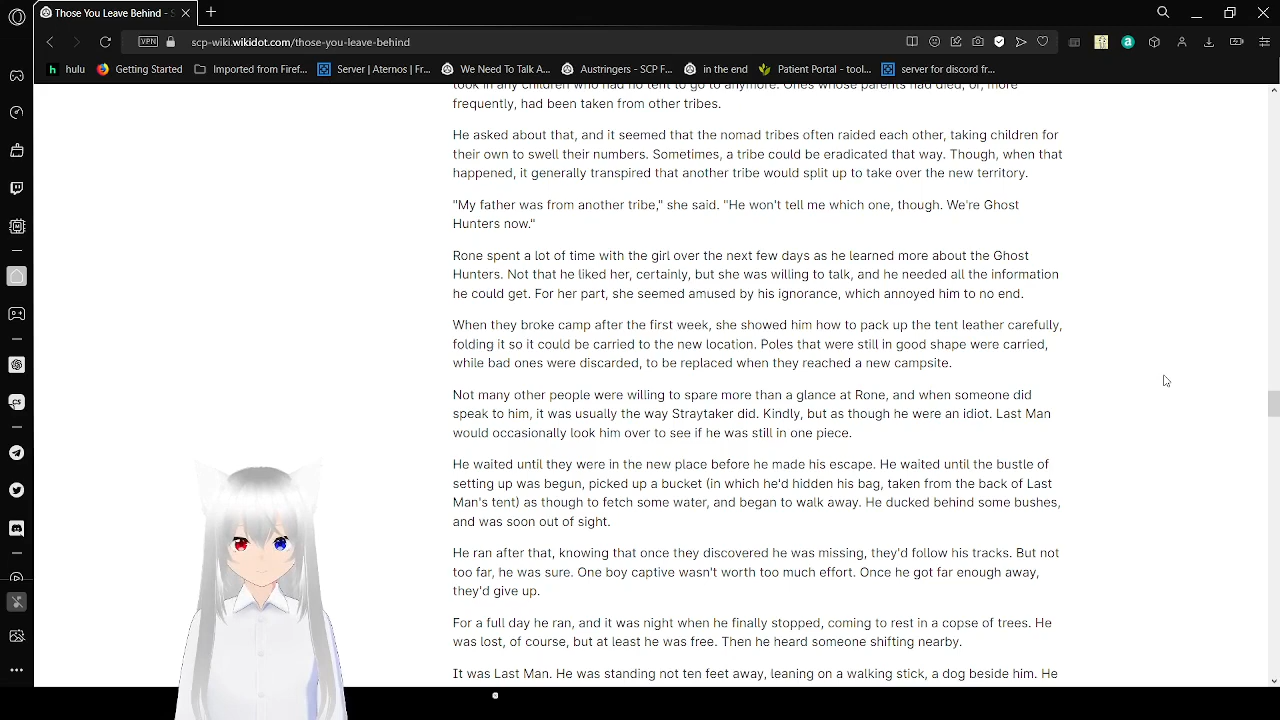 Those You Leave Behind - S
scp-wiki.wikidot.com/those-you-leave-behind
VPN
hulu
Getting Started
Imported from Firef...
Server | Aternos | Fr...
We Need To Talk A...
Austringers - SCP F...
in the end
Patient Portal - tool...
server for discord fr...
took in any children who had no tent to go to anymore. Ones whose parents had died, or, more
frequently, had been taken from other tribes.
He asked about that, and it seemed that the nomad tribes often raided each other, taking children for
their own to swell their numbers. Sometimes, a tribe could be eradicated that way. Though, when that
happened, it generally transpired that another tribe would split up to take over the new territory.
"My father was from another tribe," she said. "He won't tell me which one, though. We're Ghost
Hunters now."
Rone spent a lot of time with the girl over the next few days as he learned more about the Ghost
Hunters. Not that he liked her, certainly, but she was willing to talk, and he needed all the information
he could get. For her part, she seemed amused by his ignorance, which annoyed him to no end.
When they broke camp after the first week, she showed him how to pack up the tent leather carefully,
folding it so it could be carried to the new location. Poles that were still in good shape were carried,
while bad ones were discarded, to be replaced when they reached a new campsite.
Not many other people were willing to spare more than a glance at Rone, and when someone did
speak to him, it was usually the way Straytaker did. Kindly, but as though he were an idiot. Last Man
would occasionally look him over to see if he was still in one piece.
He waited until they were in the new place before he made his escape. He waited until the bustle of
setting up was begun, picked up a bucket (in which he'd hidden his bag, taken from the back of Last
Man's tent) as though to fetch some water, and began to walk away. He ducked behind some bushes,
and was soon out of sight.
He ran after that, knowing that once they discovered he was missing, they'd follow his tracks. But not
too far, he was sure. One boy captive wasn't worth too much effort. Once he got far enough away,
they'd give up.
For a full day he ran, and it was night when he finally stopped, coming to rest in a copse of trees. He
was lost, of course, but at least he was free. Then he heard someone shifting nearby.
It was Last Man. He was standing not ten feet away, leaning on a walking stick, a dog beside him. He